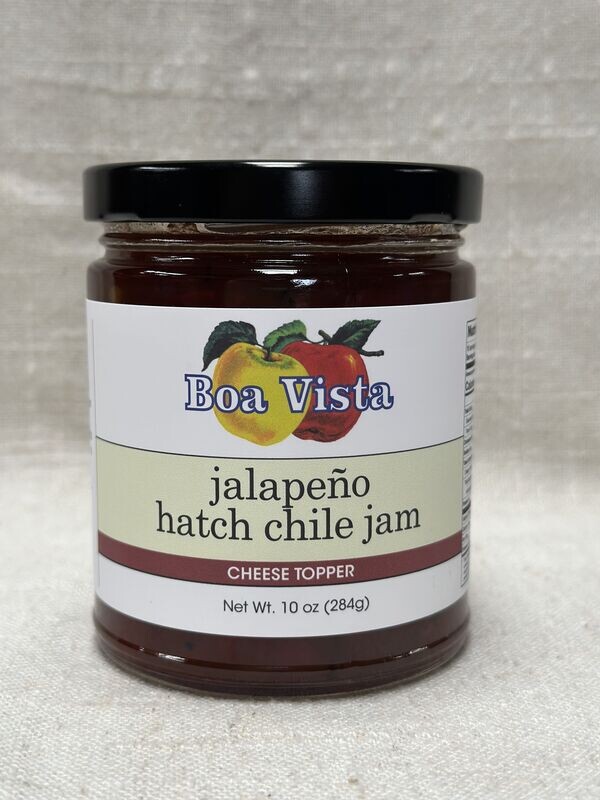 Boa Vista
jalapeño
hatch chile jam
CHEESE TOPPER
Net Wt. 10 oz (284g)